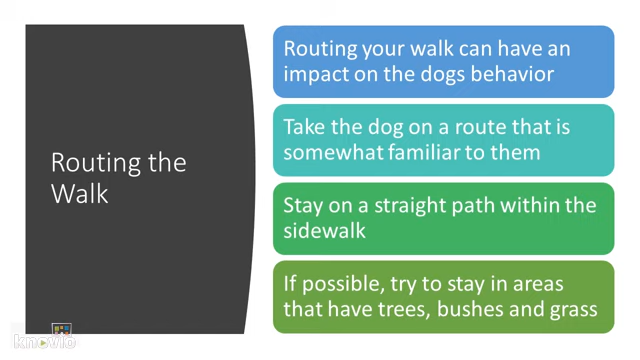 Routing the
Walk
Routing your walk can have an
impact on the dogs behavior
Take the dog on a route that is
somewhat familiar to them
Stay on a straight path within the
sidewalk
If possible, try to stay in areas
that have trees, bushes and grass
knovio